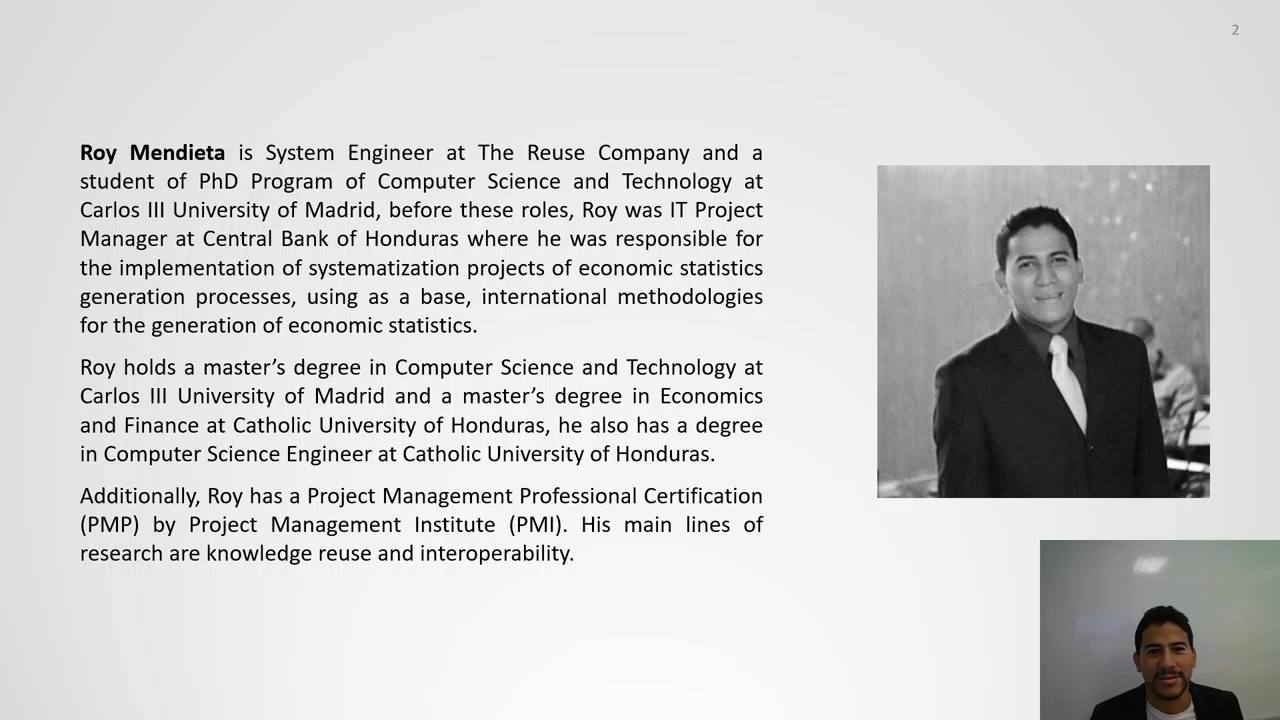 2
Roy Mendieta is System Engineer at The Reuse Company and a
student of PhD Program of Computer Science and Technology at
Carlos III University of Madrid, before these roles, Roy was IT Project
Manager at Central Bank of Honduras where he was responsible for
the implementation of systematization projects of economic statistics
generation processes, using as a base, international methodologies
for the generation of economic statistics.
Roy holds a master’s degree in Computer Science and Technology at
Carlos III University of Madrid and a master’s degree in Economics
and Finance at Catholic University of Honduras, he also has a degree
in Computer Science Engineer at Catholic University of Honduras.
Additionally, Roy has a Project Management Professional Certification
(PMP) by Project Management Institute (PMI). His main lines of
research are knowledge reuse and interoperability.